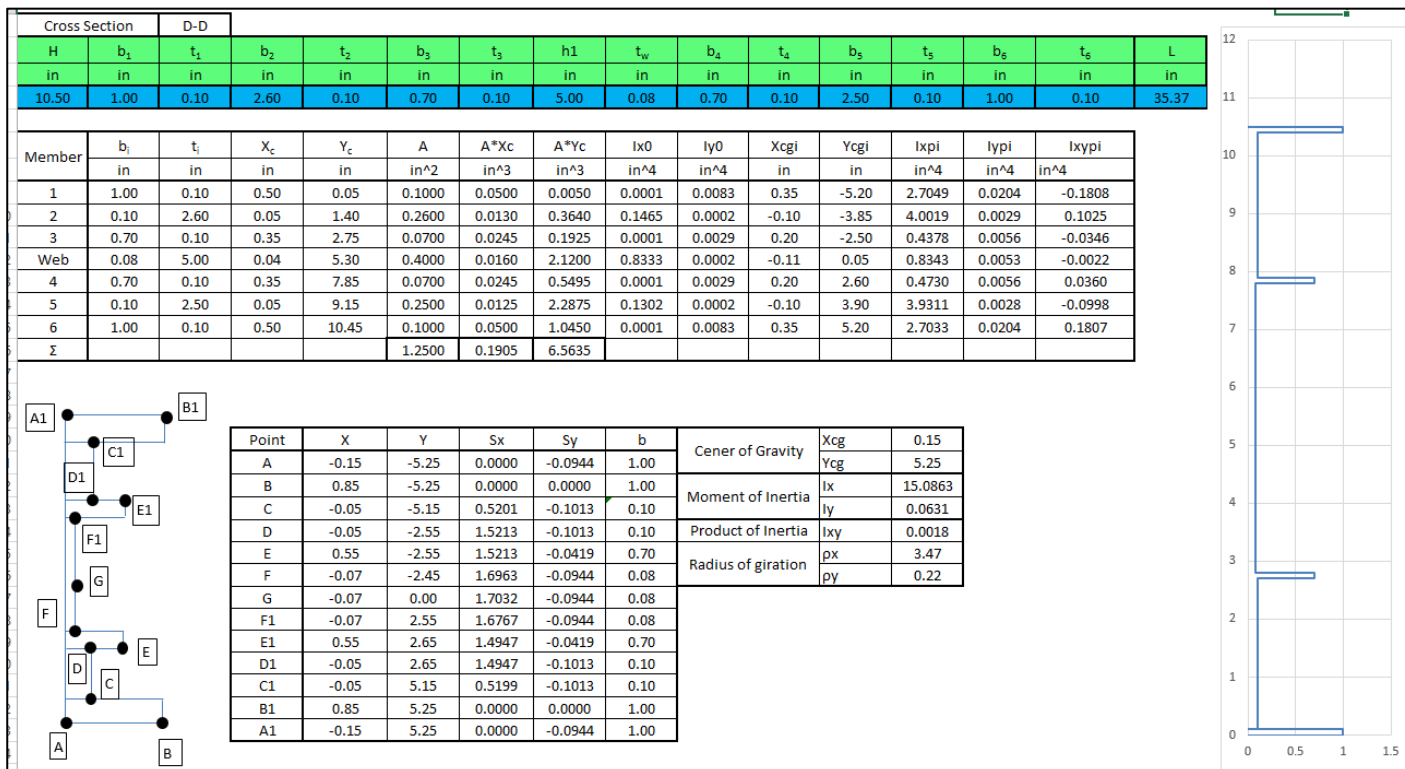 Cross Section D-D
H b₁ t₁ b₂ t₂ b₃ t₃ h1 t_w b₄ t₄ b₅ t₅ b₆ t₆ L
in in in in in in in in in in in in in in in in
10.50 1.00 0.10 2.60 0.10 0.70 0.10 5.00 0.08 0.70 0.10 2.50 0.10 1.00 0.10 35.37
Member bᵢ tᵢ X_c Y_c A A*Xc A*Yc Ix0 Iy0 Xcgi Ycgi Ixpi Iypi Ixypi
in in in in in^2 in^3 in^3 in^4 in^4 in in in^4 in^4 in^4
1 1.00 0.10 0.50 0.05 0.1000 0.0500 0.0050 0.0001 0.0083 0.35 -5.20 2.7049 0.0204 -0.1808
2 0.10 2.60 0.05 1.40 0.2600 0.0130 0.3640 0.1465 0.0002 -0.10 -3.85 4.0019 0.0029 0.1025
3 0.70 0.10 0.35 2.75 0.0700 0.0245 0.1925 0.0001 0.0029 0.20 -2.50 0.4378 0.0056 -0.0346
Web 0.08 5.00 0.04 5.30 0.4000 0.0160 2.1200 0.8333 0.0002 -0.11 0.05 0.8343 0.0053 -0.0022
4 0.70 0.10 0.35 7.85 0.0700 0.0245 0.5495 0.0001 0.0029 0.20 2.60 0.4730 0.0056 0.0360
5 0.10 2.50 0.05 9.15 0.2500 0.0125 2.2875 0.1302 0.0002 -0.10 3.90 3.9311 0.0028 -0.0998
6 1.00 0.10 0.50 10.45 0.1000 0.0500 1.0450 0.0001 0.0083 0.35 5.20 2.7033 0.0204 0.1807
Σ 1.2500 0.1905 6.5635
A1
B1
C1
D1
E1
F1
G
F
E
D
C
A
B
Point X Y Sx Sy b
A -0.15 -5.25 0.0000 -0.0944 1.00
B 0.85 -5.25 0.0000 0.0000 1.00
C -0.05 -5.15 0.5201 -0.1013 0.10
D -0.05 -2.55 1.5213 -0.1013 0.10
E 0.55 -2.55 1.5213 -0.0419 0.70
F -0.07 -2.45 1.6963 -0.0944 0.08
G -0.07 0.00 1.7032 -0.0944 0.08
F1 -0.07 2.55 1.6767 -0.0944 0.08
E1 0.55 2.65 1.4947 -0.0419 0.70
D1 -0.05 2.65 1.4947 -0.1013 0.10
C1 -0.05 5.15 0.5199 -0.1013 0.10
B1 0.85 5.25 0.0000 0.0000 1.00
A1 -0.15 5.25 0.0000 -0.0944 1.00
Cener of Gravity
Xcg 0.15
Ycg 5.25
Moment of Inertia
Ix 15.0863
Iy 0.0631
Product of Inertia Ixy 0.0018
Radius of giration
ρx 3.47
ρy 0.22
12
11
10
9
8
7
6
5
4
3
2
1
0
0 0.5 1 1.5